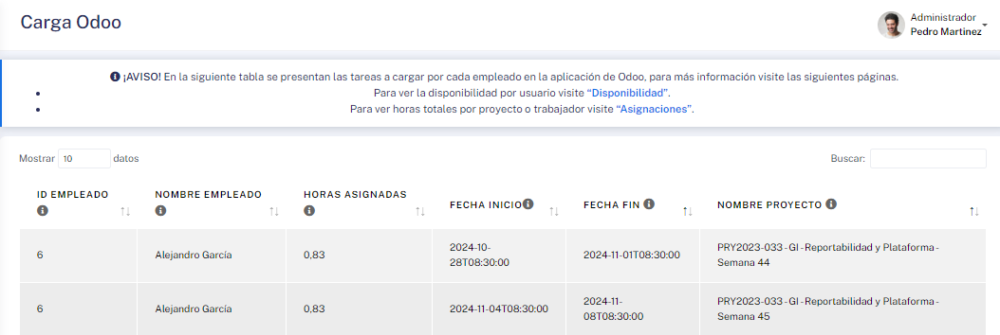 Carga Odoo
Administrador
Pedro Martinez
¡AVISO! En la siguiente tabla se presentan las tareas a cargar por cada empleado en la aplicación de Odoo, para más información visite las siguientes páginas.
Para ver la disponibilidad por usuario visite “Disponibilidad”.
Para ver horas totales por proyecto o trabajador visite “Asignaciones”.
Mostrar 10 datos
Buscar:
ID EMPLEADO
NOMBRE EMPLEADO
HORAS ASIGNADAS
FECHA INICIO
FECHA FIN
NOMBRE PROYECTO
6
Alejandro García
0,83
2024-10-
28T08:30:00
2024-11-01T08:30:00
PRY2023-033 - GI - Reportabilidad y Plataforma -
Semana 44
6
Alejandro García
0,83
2024-11-04T08:30:00
2024-11-
08T08:30:00
PRY2023-033 - GI - Reportabilidad y Plataforma -
Semana 45